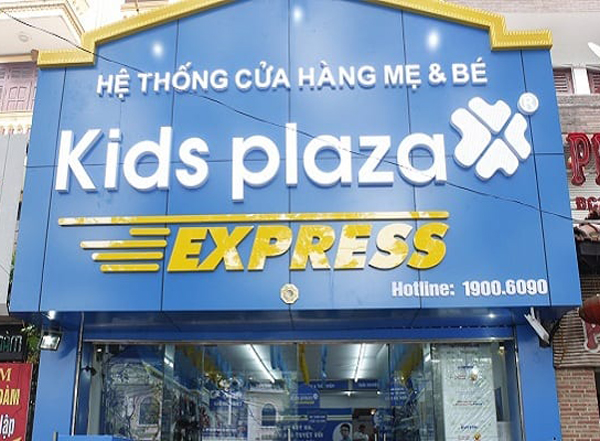 HỆ THỐNG CỬA HÀNG MẸ & BÉ
Kids plaza ®
EXPRESS
Hotline: 1900.6090